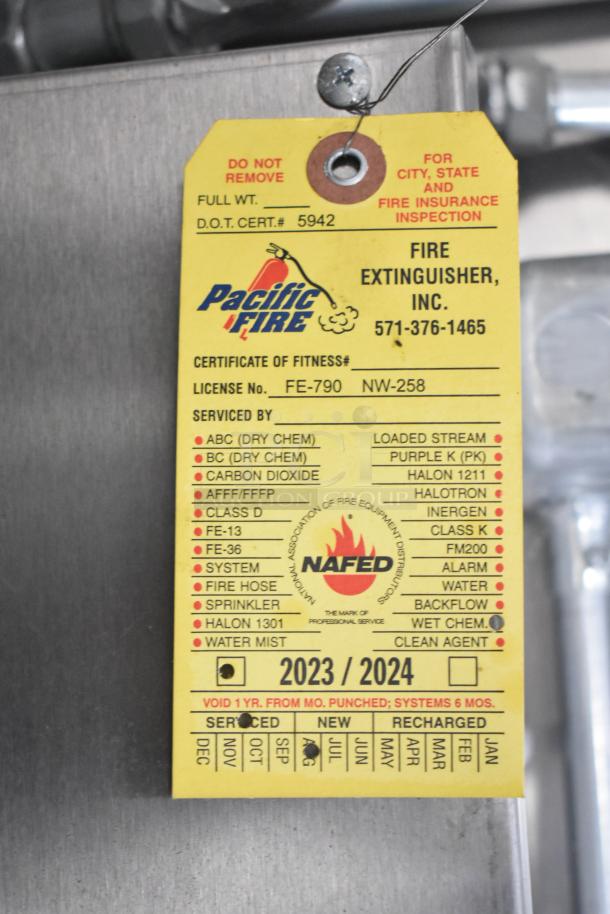 DO NOT
REMOVE
FOR
CITY, STATE
AND
FIRE INSURANCE
INSPECTION
FULL WT.
D.O.T. CERT.# 5942
Pacific
FIRE
FIRE
EXTINGUISHER,
INC.
571-376-1465
CERTIFICATE OF FITNESS#
LICENSE No. FE-790 NW-258
SERVICED BY
ABC (DRY CHEM) LOADED STREAM
BC (DRY CHEM) PURPLE K (PK)
CARBON DIOXIDE HALON 1211
AFFF/FFFP HALOTRON
CLASS D INERGEN
FE-13 CLASS K
FE-36 FM200
SYSTEM ALARM
FIRE HOSE WATER
SPRINKLER BACKFLOW
HALON 1301 WET CHEM.
WATER MIST CLEAN AGENT
NATIONAL ASSOCIATION OF FIRE EQUIPMENT DISTRIBUTORS
NAFED
THE MARK OF
PROFESSIONAL SERVICE
2023 / 2024
VOID 1 YR. FROM MO. PUNCHED; SYSTEMS 6 MOS.
SERVICED NEW RECHARGED
DEC NOV OCT SEP AUG JUL JUN MAY APR MAR FEB JAN